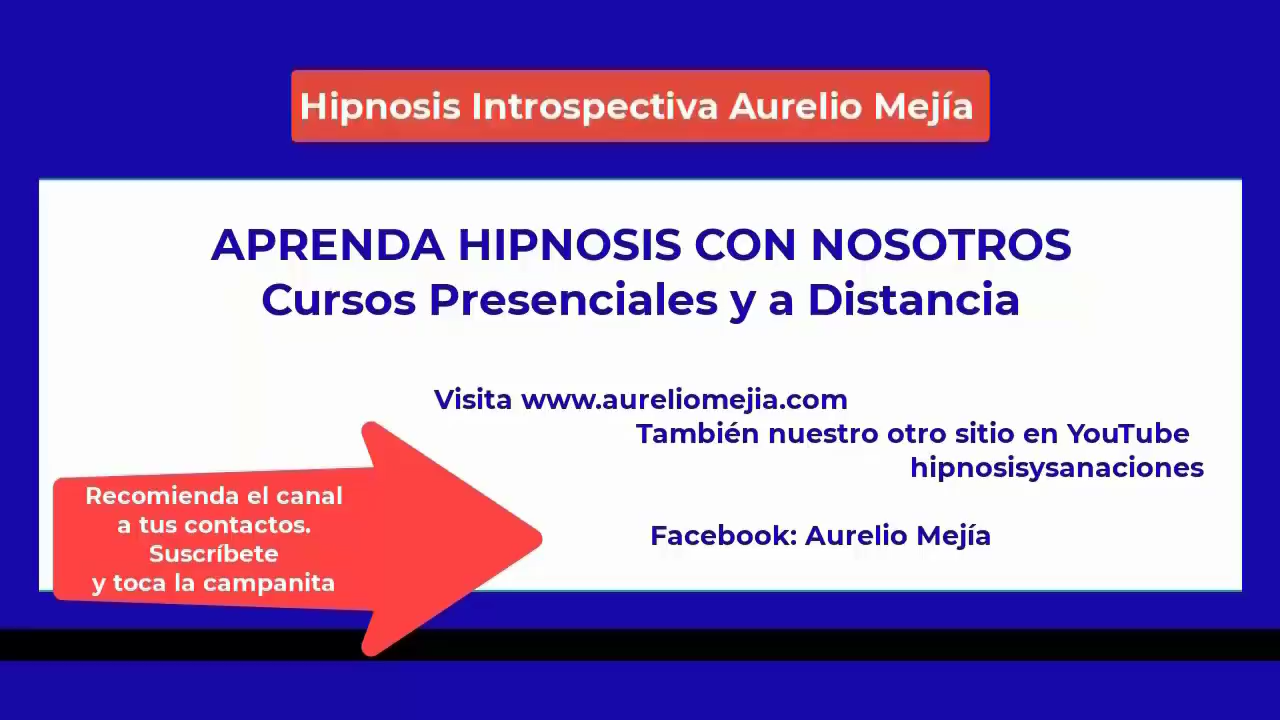 Hipnosis Introspectiva Aurelio Mejía
APRENDA HIPNOSIS CON NOSOTROS
Cursos Presenciales y a Distancia
Visita www.aureliomejia.com
También nuestro otro sitio en YouTube
hipnosisysanaciones
Facebook: Aurelio Mejía
Recomienda el canal
a tus contactos.
Suscríbete
y toca la campanita